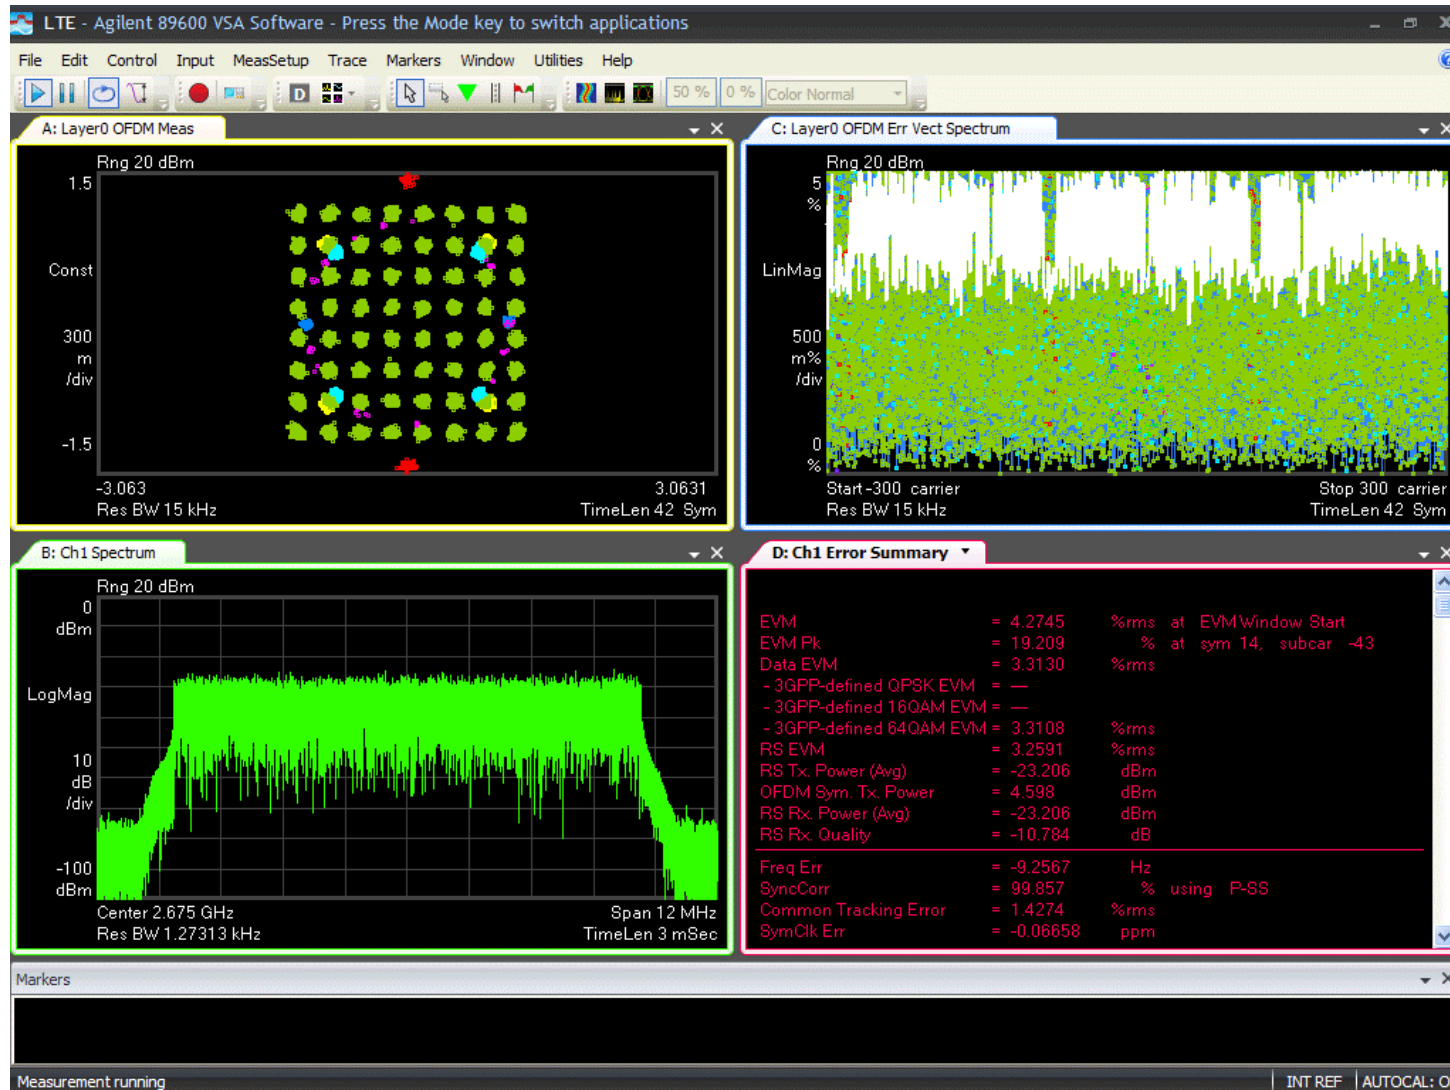 LTE - Agilent 89600 VSA Software - Press the Mode key to switch applications
File Edit Control Input MeasSetup Trace Markers Window Utilities Help
D 50 % 0 % Color Normal
A: Layer0 OFDM Meas
Rng 20 dBm
1.5
Const
300
m
/div
-1.5
-3.063 3.0631
Res BW 15 kHz TimeLen 42 Sym
C: Layer0 OFDM Err Vect Spectrum
Rng 20 dBm
5
%
LinMag
500
m%
/div
0
%
Start -300 carrier Stop 300 carrier
Res BW 15 kHz TimeLen 42 Sym
B: Ch1 Spectrum
Rng 20 dBm
0
dBm
LogMag
10
dB
/div
-100
dBm
Center 2.675 GHz Span 12 MHz
Res BW 1.27313 kHz TimeLen 3 mSec
D: Ch1 Error Summary
EVM = 4.2745 %rms at EVM Window Start
EVM Pk = 19.209 % at sym 14, subcar -43
Data EVM = 3.3130 %rms
- 3GPP-defined QPSK EVM = —
- 3GPP-defined 16QAM EVM = —
- 3GPP-defined 64QAM EVM = 3.3108 %rms
RS EVM = 3.2591 %rms
RS Tx. Power (Avg) = -23.206 dBm
OFDM Sym. Tx. Power = 4.598 dBm
RS Rx. Power (Avg) = -23.206 dBm
RS Rx. Quality = -10.784 dB
Freq Err = -9.2567 Hz
SyncCorr = 99.857 % using P-SS
Common Tracking Error = 1.4274 %rms
SymClk Err = -0.06658 ppm
Markers
Measurement running INT REF AUTOCAL: O